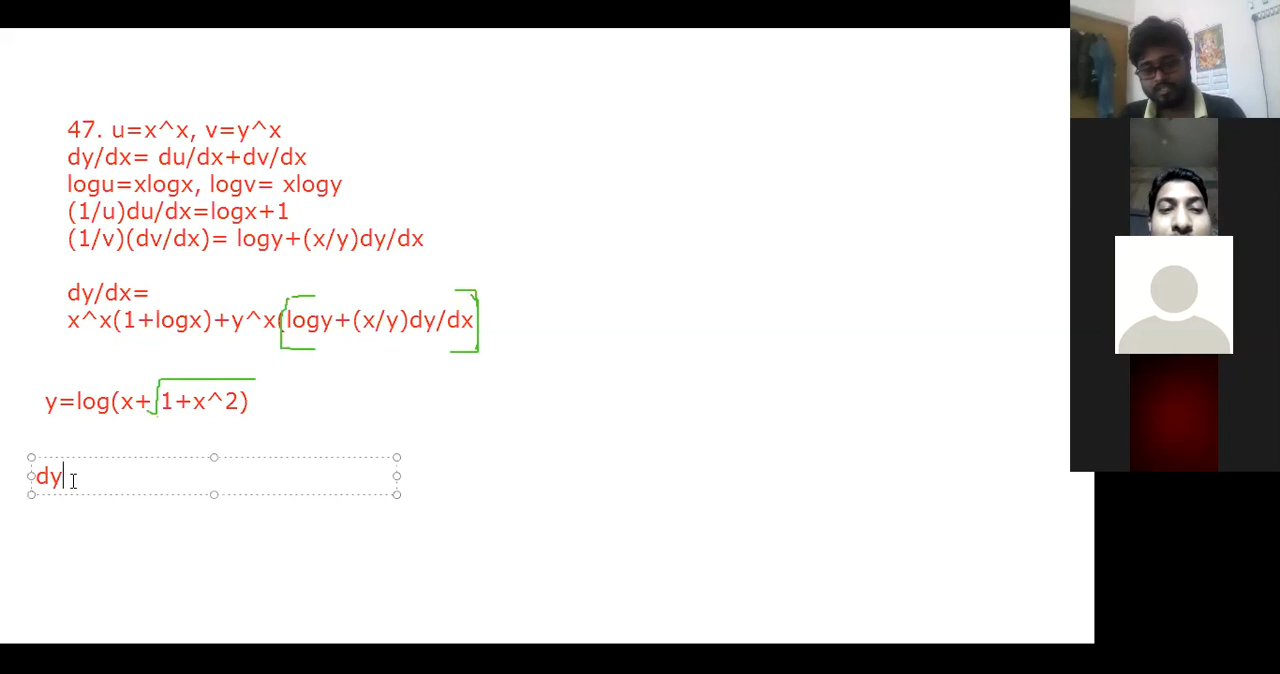 47. u=x^x, v=y^x
dy/dx= du/dx+dv/dx
logu=xlogx, logv= xlogy
(1/u)du/dx=logx+1
(1/v)(dv/dx)= logy+(x/y)dy/dx
dy/dx=
x^x(1+logx)+y^x([logy+(x/y)dy/dx]
y=log(x+√1+x^2)
dy